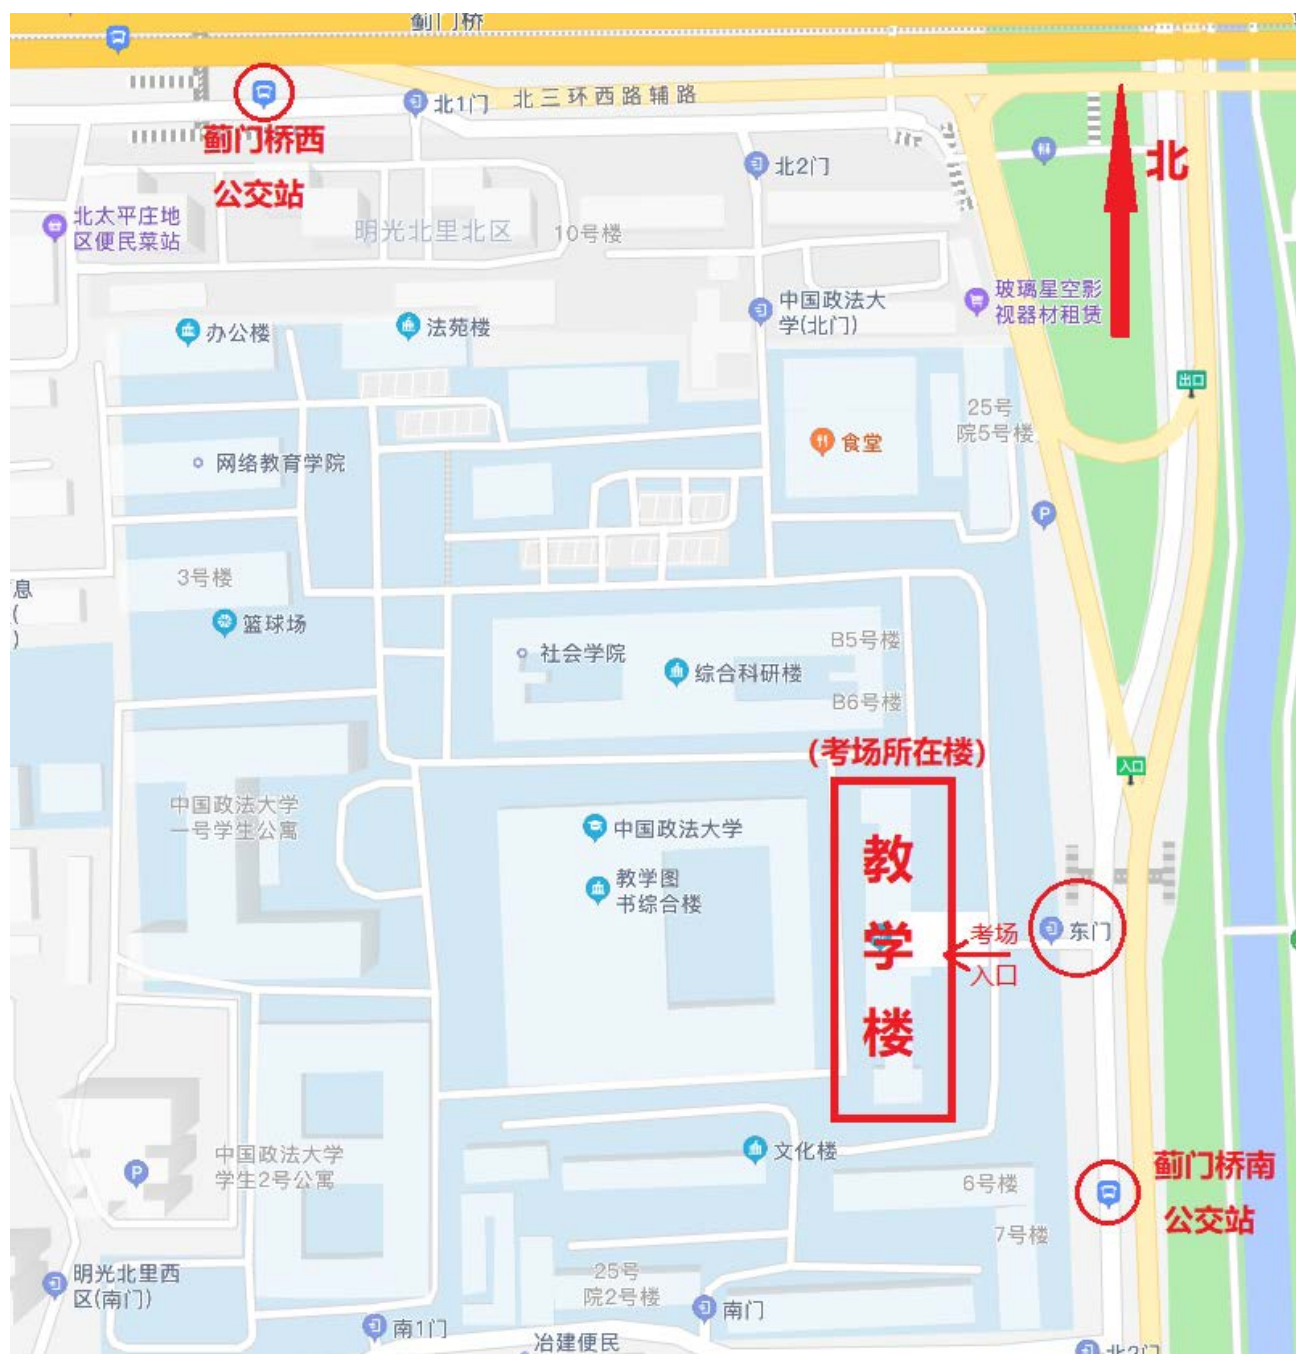 蓟门桥
北三环西路辅路
北1门
蓟门桥西
公交站
北2门
北
北太平庄地
区便民菜站
明光北里北区
10号楼
中国政法大
学(北门)
玻璃星空影
视器材租赁
办公楼
法苑楼
出口
25号
院5号楼
食堂
网络教育学院
P
3号楼
息
(
)
篮球场
社会学院
B5号楼
综合科研楼
B6号楼
(考场所在楼)
入口
中国政法大学
一号学生公寓
中国政法大学
教学图
书综合楼
教
学
楼
考场
入口
东门
中国政法大学
学生2号公寓
P
文化楼
6号楼
7号楼
蓟门桥南
公交站
明光北里西
区(南门)
25号
院2号楼
南门
南1门
冶建便民
北2门